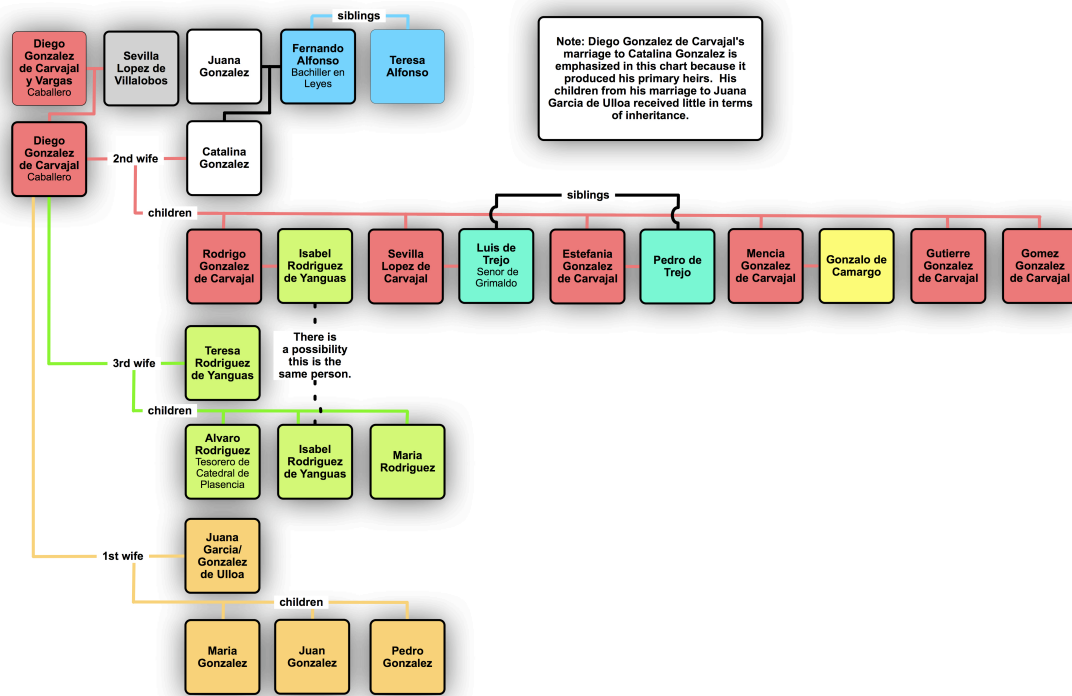 siblings
Diego
Gonzalez
de Carvajal
y Vargas
Caballero
Sevilla
Lopez de
Villalobos
Juana
Gonzalez
Fernando
Alfonso
Bachiller en
Leyes
Teresa
Alfonso
Note: Diego Gonzalez de Carvajal's
marriage to Catalina Gonzalez is
emphasized in this chart because it
produced his primary heirs. His
children from his marriage to Juana
Garcia de Ulloa received little in terms
of inheritance.
Diego
Gonzalez
de Carvajal
Caballero
2nd wife
Catalina
Gonzalez
siblings
children
Rodrigo
Gonzalez
de Carvajal
Isabel
Rodriguez
de Yanguas
Sevilla
Lopez de
Carvajal
Luis de
Trejo
Senor de
Grimaldo
Estefania
Gonzalez
de Carvajal
Pedro de
Trejo
Mencia
Gonzalez
de Carvajal
Gonzalo de
Camargo
Gutierre
Gonzalez
de Carvajal
Gomez
Gonzalez
de Carvajal
There is
a possibility
this is the
same person.
3rd wife
Teresa
Rodriguez
de Yanguas
children
Alvaro
Rodriguez
Tesorero de
Catedral de
Plasencia
Isabel
Rodriguez
de Yanguas
Maria
Rodriguez
1st wife
Juana
Garcia/
Gonzalez
de Ulloa
children
Maria
Gonzalez
Juan
Gonzalez
Pedro
Gonzalez